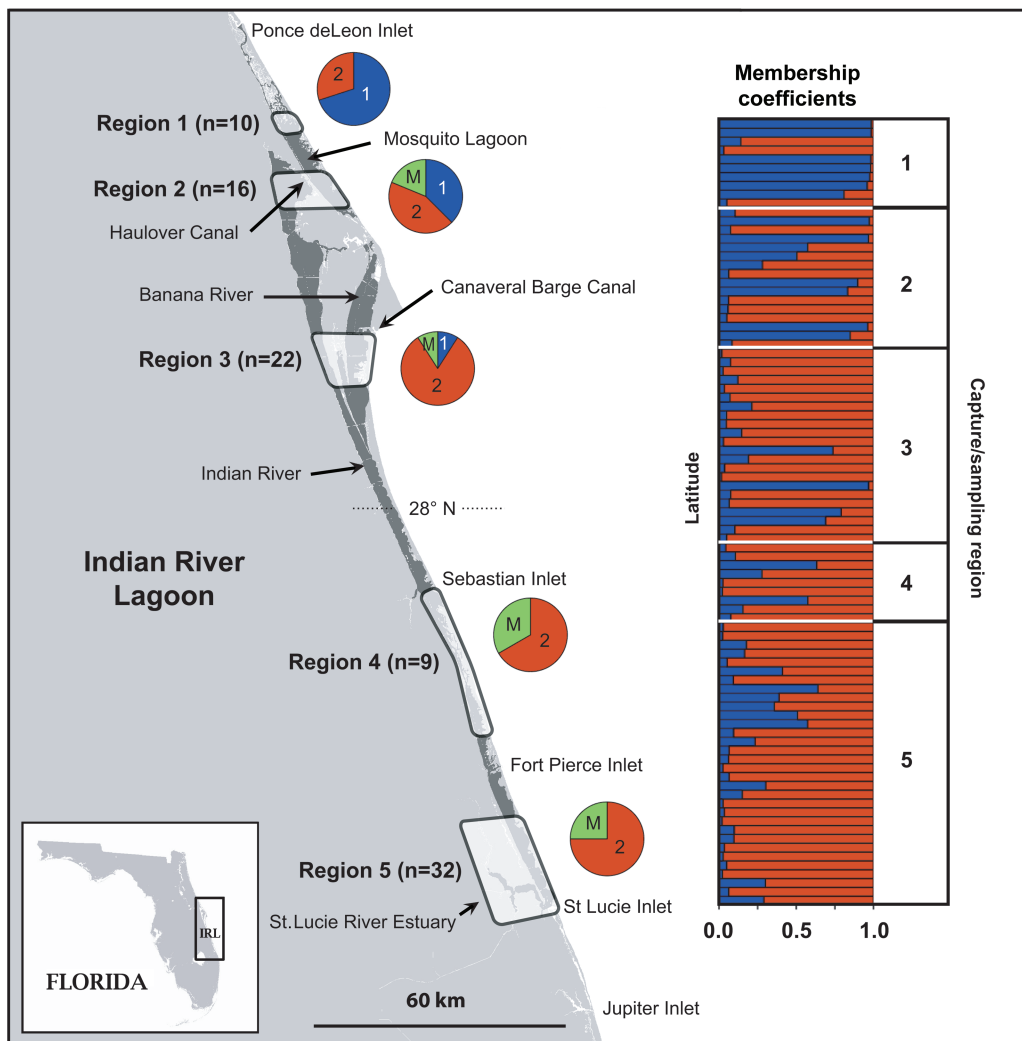 Ponce deLeon Inlet
2
1
Region 1 (n=10)
Mosquito Lagoon
Region 2 (n=16)
M
1
2
Haulover Canal
Banana River
Canaveral Barge Canal
Region 3 (n=22)
M
1
2
Indian River
28° N
Indian River
Lagoon
Sebastian Inlet
M
2
Region 4 (n=9)
Fort Pierce Inlet
M
2
Region 5 (n=32)
St.Lucie River Estuary
St Lucie Inlet
IRL
FLORIDA
60 km
Jupiter Inlet
Membership
coefficients
1
2
3
4
5
Latitude
Capture/sampling region
0.0
0.5
1.0